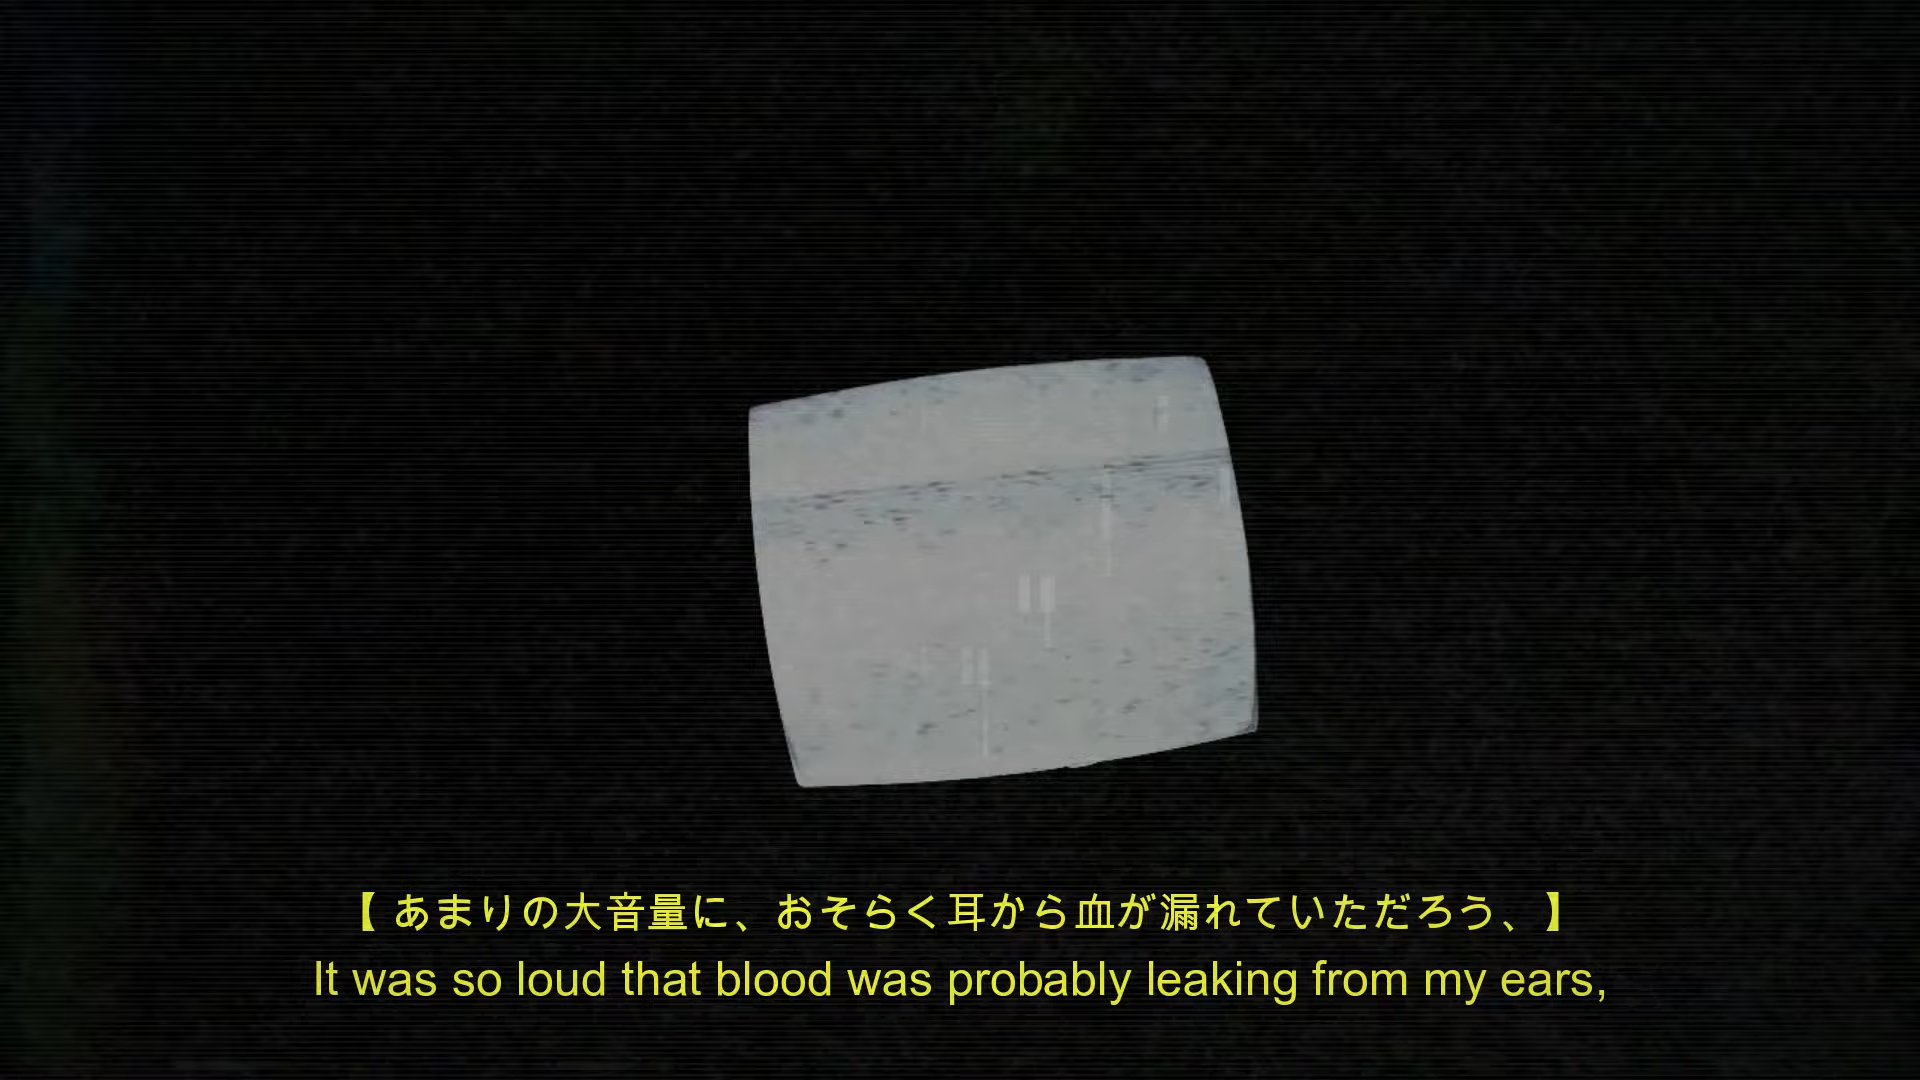 【 あまりの大音量に、おそらく耳から血が漏れていただろう、】
It was so loud that blood was probably leaking from my ears,